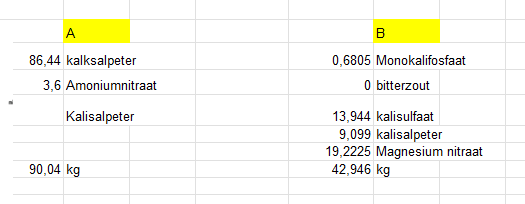 A B
86,44 kalksalpeter 0,6805 Monokalifosfaat
3,6 Amoniumnitraat 0 bitterzout
Kalisalpeter 13,944 kalisulfaat
9,099 kalisalpeter
19,2225 Magnesium nitraat
90,04 kg 42,946 kg